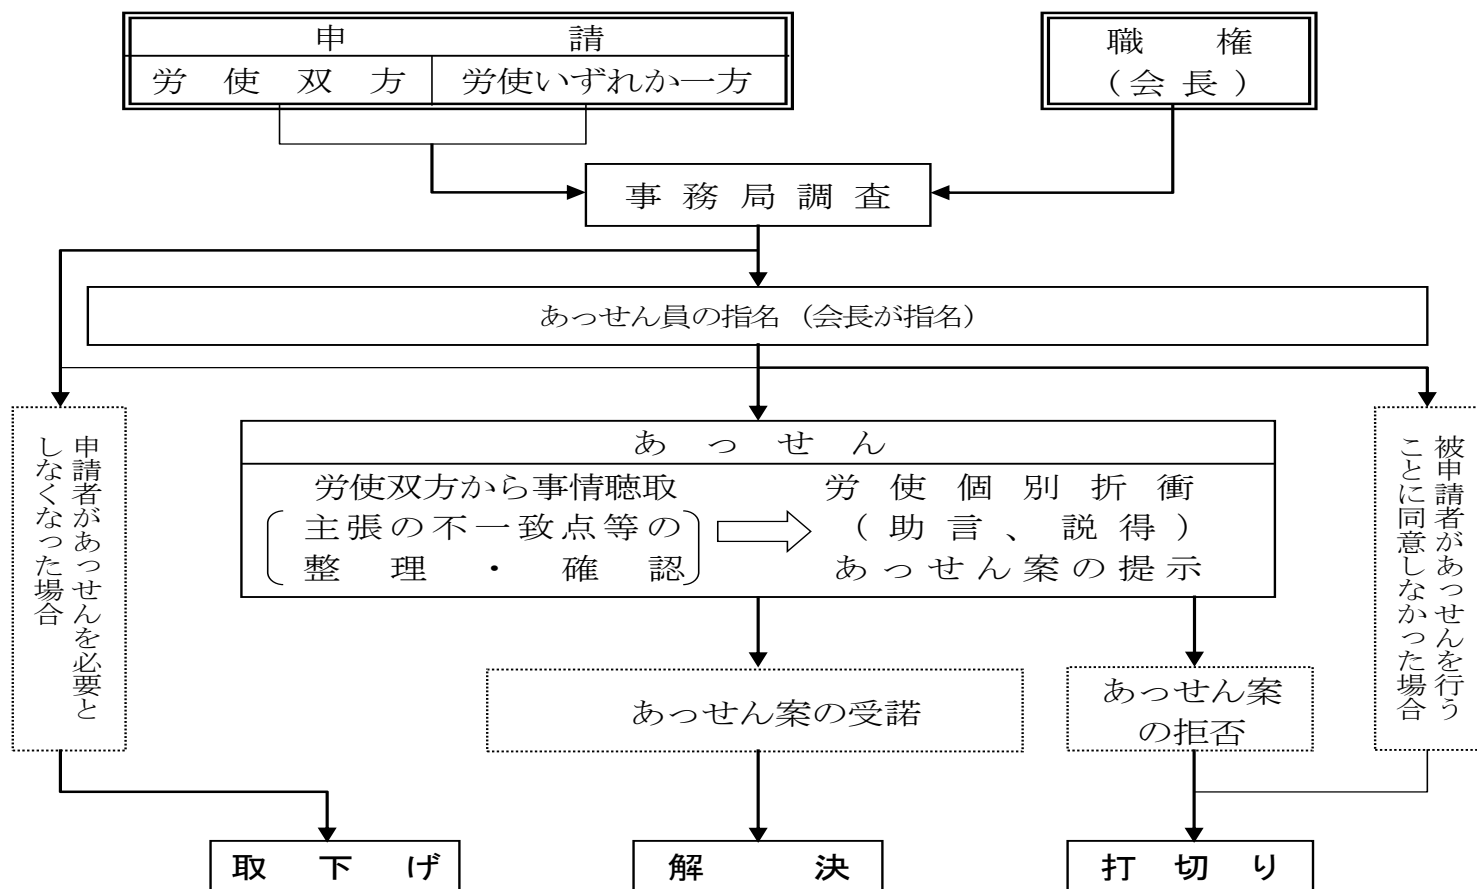 申請
労使双方
労使いずれか一方
職権
（会長）
事務局調査
あっせん員の指名（会長が指名）
申請者があっせんを必要と
しなくなった場合
あっせん
労使双方から事情聴取
主張の不一致点等の
整理・確認
労使個別折衝
（助言、説得）
あっせん案の提示
被申請者があっせんを行う
ことに同意しなかった場合
あっせん案の受諾
あっせん案
の拒否
取下げ
解決
打切り